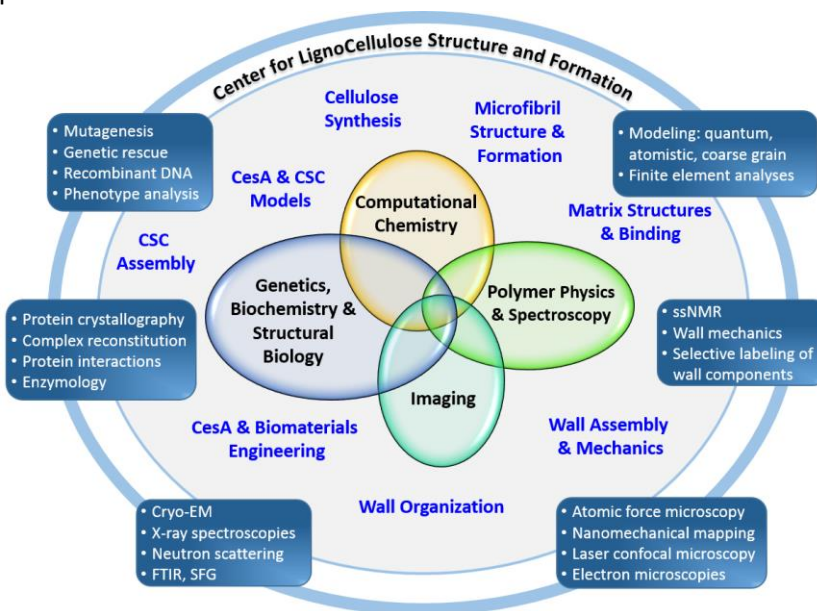 Center for LignoCellulose Structure and Formation
Cellulose
Synthesis
Microfibril
Structure &
Formation
• Mutagenesis
• Genetic rescue
• Recombinant DNA
• Phenotype analysis
• Modeling: quantum,
atomistic, coarse grain
• Finite element analyses
CesA & CSC
Models
Computational
Chemistry
Matrix Structures
& Binding
CSC
Assembly
Genetics,
Biochemistry &
Structural
Biology
Polymer Physics
& Spectroscopy
• Protein crystallography
• Complex reconstitution
• Protein interactions
• Enzymology
• ssNMR
• Wall mechanics
• Selective labeling of
wall components
Imaging
CesA & Biomaterials
Engineering
Wall Assembly
& Mechanics
Wall Organization
• Cryo-EM
• X-ray spectroscopies
• Neutron scattering
• FTIR, SFG
• Atomic force microscopy
• Nanomechanical mapping
• Laser confocal microscopy
• Electron microscopies